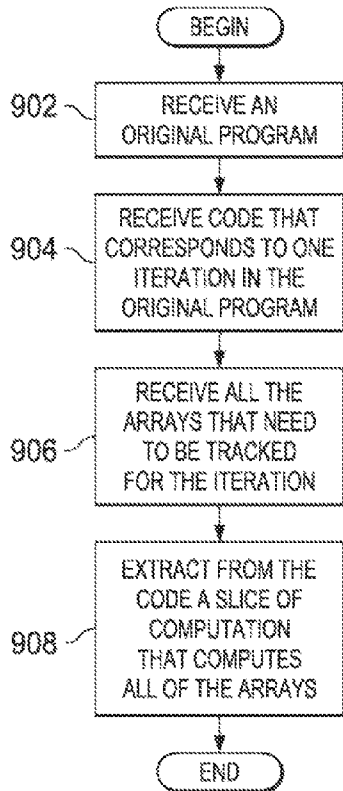 BEGIN
902
RECEIVE AN
ORIGINAL PROGRAM
904
RECEIVE CODE THAT
CORRESPONDS TO ONE
ITERATION IN THE
ORIGINAL PROGRAM
906
RECEIVE ALL THE
ARRAYS THAT NEED
TO BE TRACKED
FOR THE ITERATION
908
EXTRACT FROM THE
CODE A SLICE OF
COMPUTATION
THAT COMPUTES
ALL OF THE ARRAYS
END